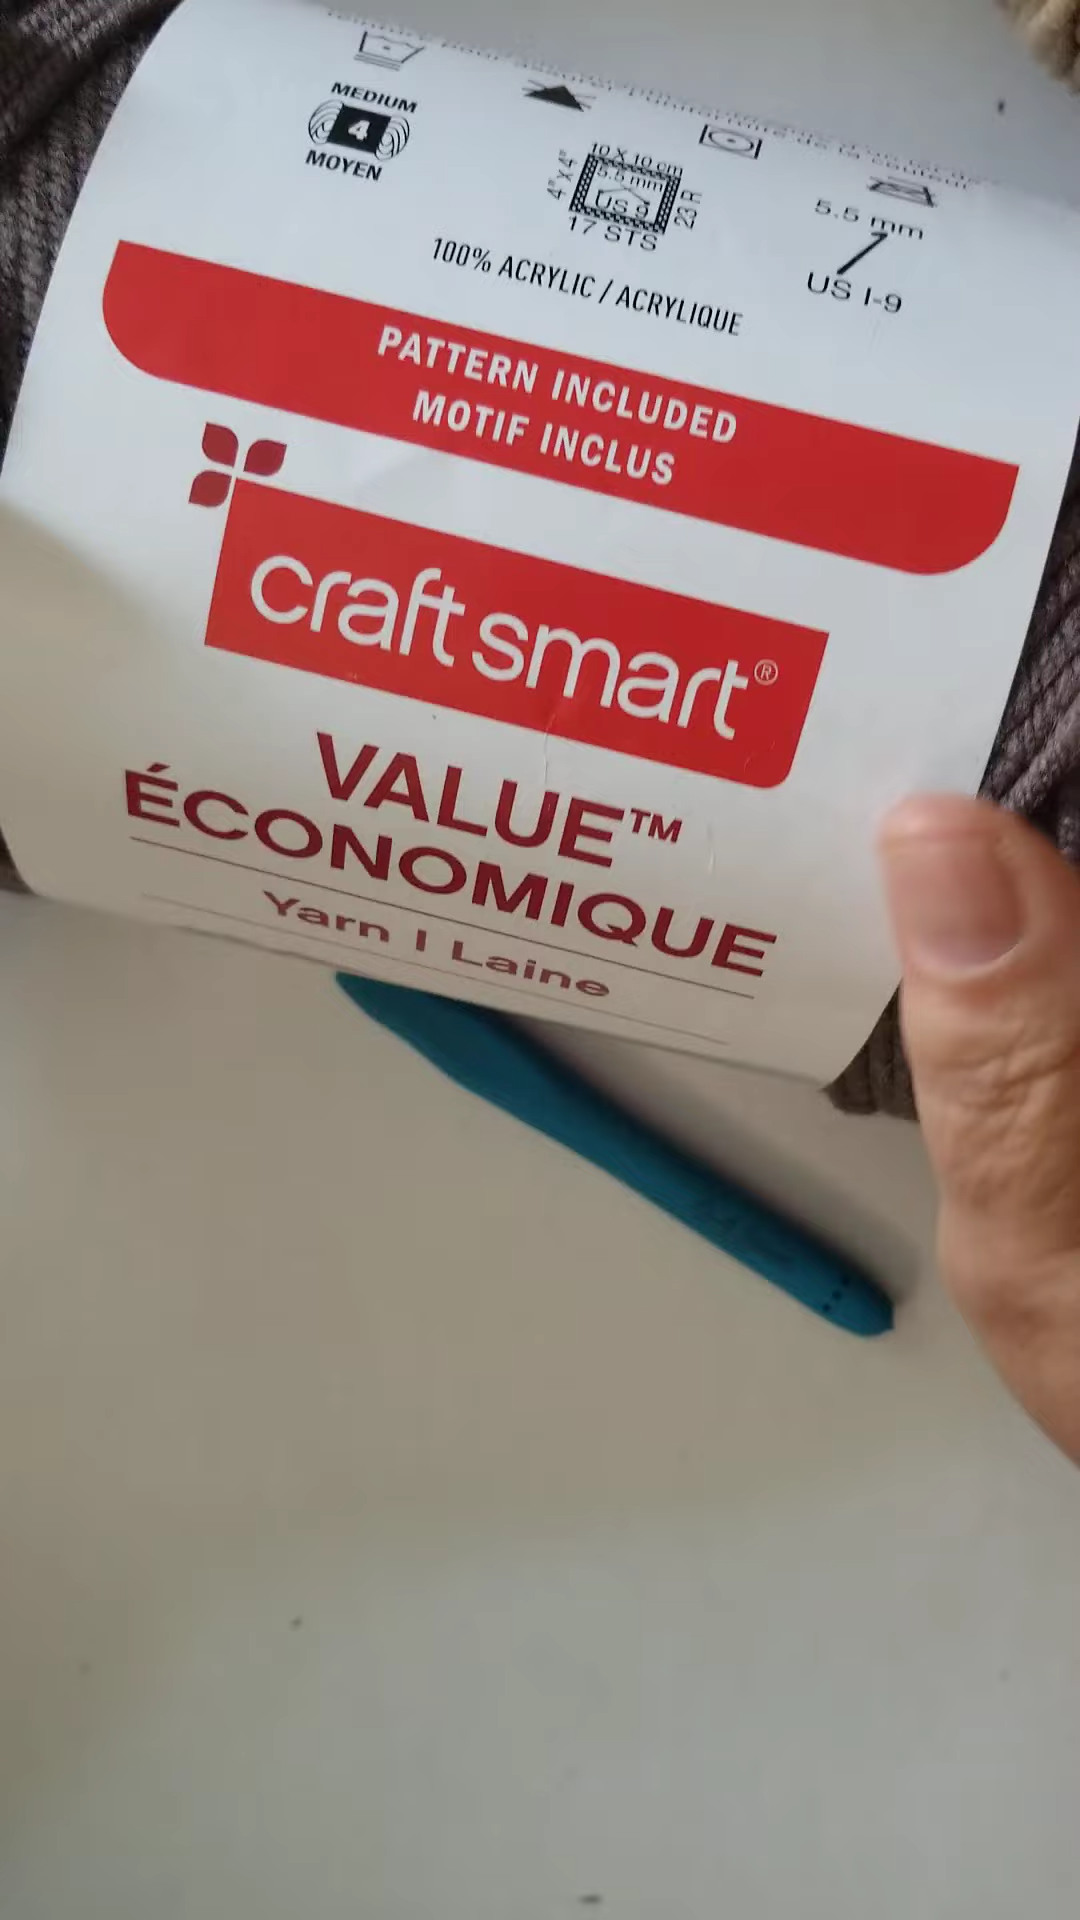 MEDIUM
4
MOYEN
10 X 10 cm
4" x 4"
5.5 mm
US 9
23 R
17 STS
5.5 mm
US I-9
100% ACRYLIC / ACRYLIQUE
PATTERN INCLUDED
MOTIF INCLUS
craft smart®
VALUE™
ÉCONOMIQUE
Yarn | Laine